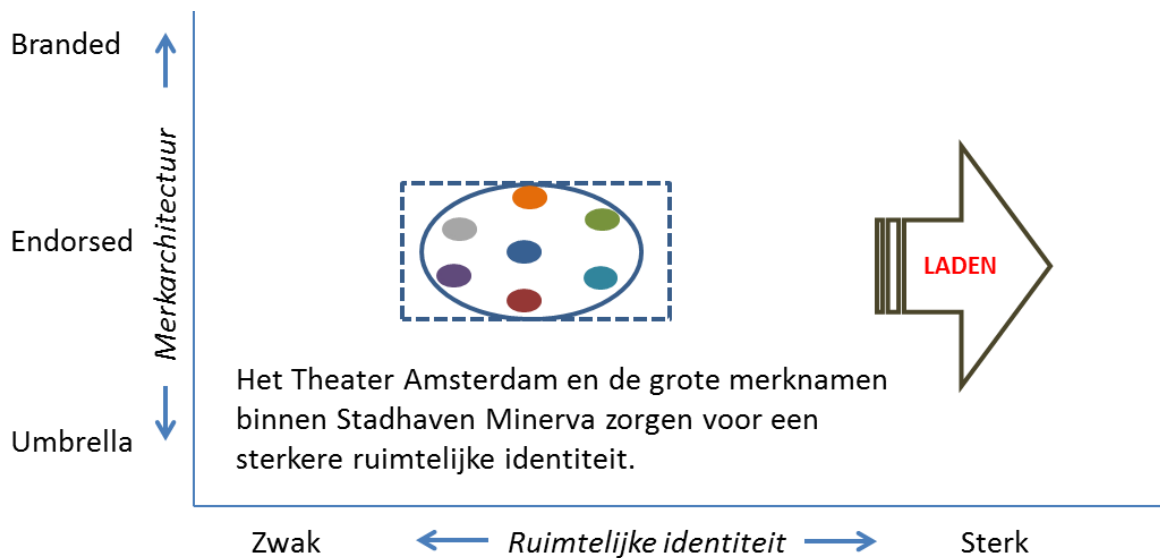 Branded
Merkarchitectuur
Endorsed
LADEN
Het Theater Amsterdam en de grote merknamen
binnen Stadhaven Minerva zorgen voor een
sterkere ruimtelijke identiteit.
Umbrella
Zwak
Ruimtelijke identiteit
Sterk